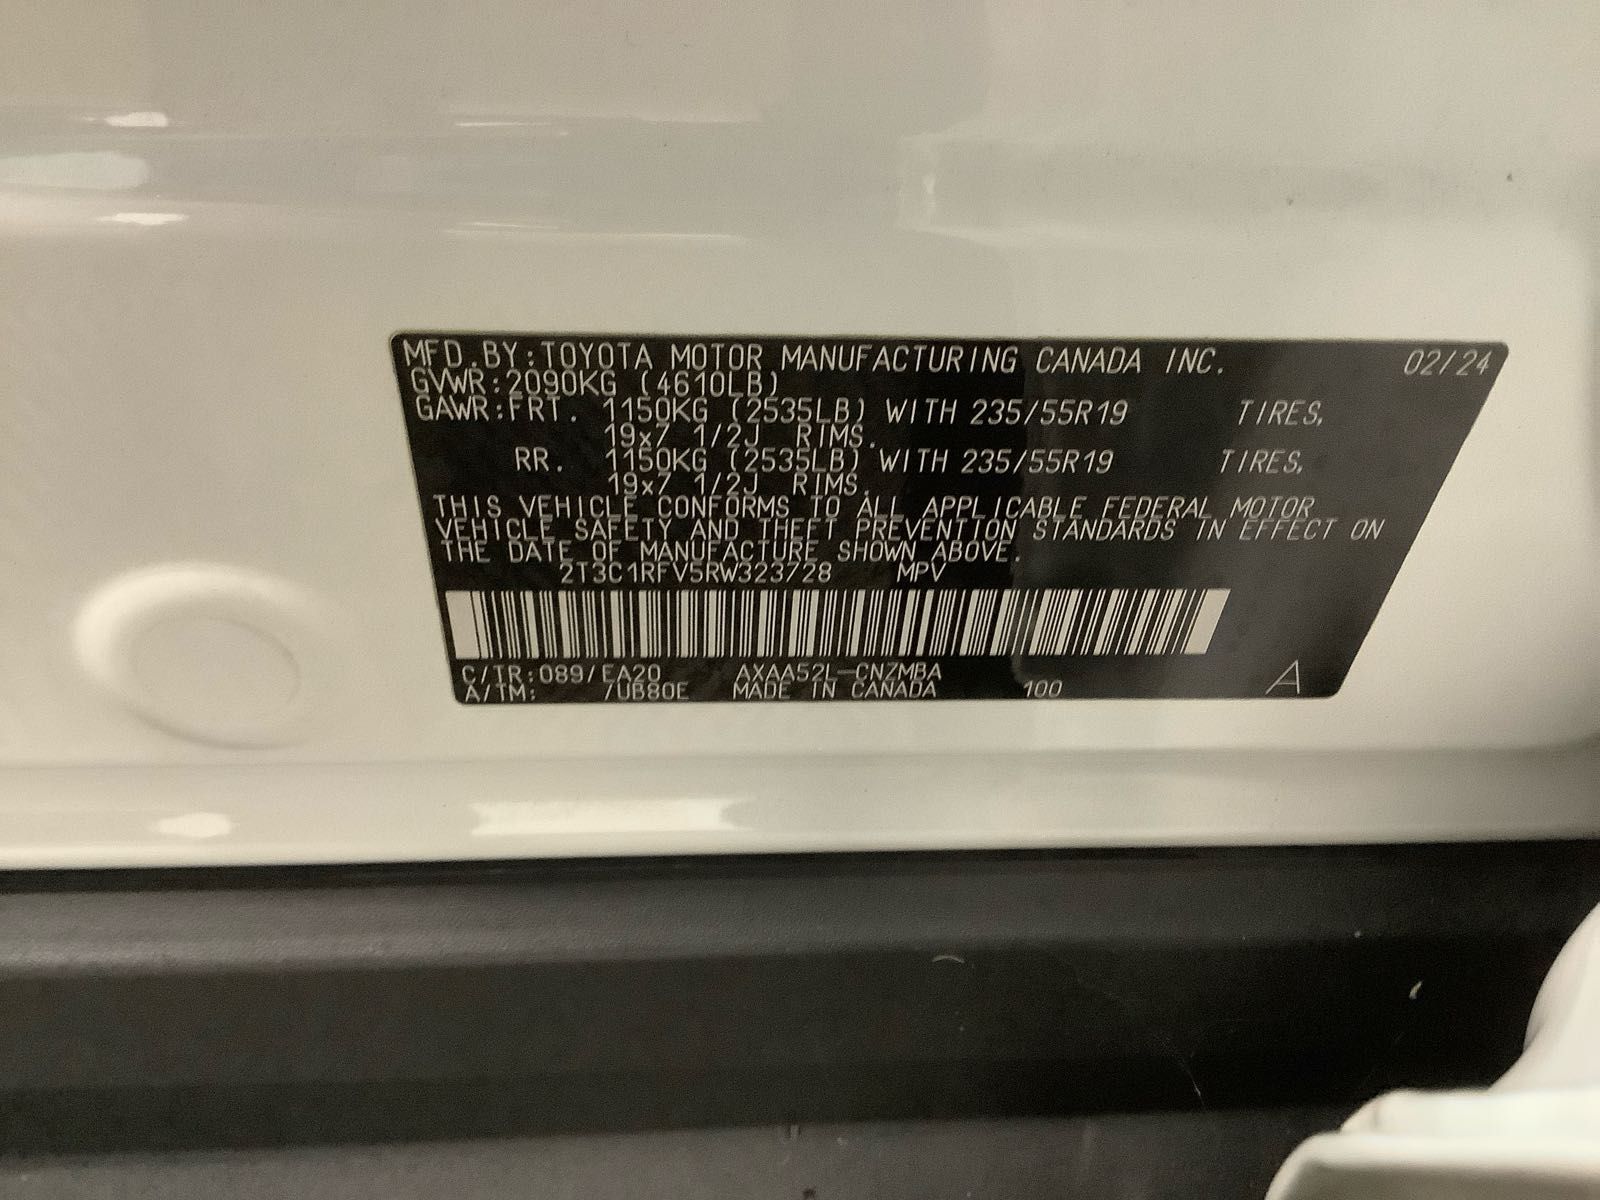 MFD.BY:TOYOTA MOTOR MANUFACTURING CANADA INC. 02/24
GVWR:2090KG (4610LB)
GAWR:FRT. 1150KG (2535LB) WITH 235/55R19 TIRES,
19x7 1/2J RIMS.
RR. 1150KG (2535LB) WITH 235/55R19 TIRES,
19x7 1/2J RIMS.
THIS VEHICLE CONFORMS TO ALL APPLICABLE FEDERAL MOTOR
VEHICLE SAFETY AND THEFT PREVENTION STANDARDS IN EFFECT ON
THE DATE OF MANUFACTURE SHOWN ABOVE.
2T3C1RFV5RW323728 MPV
C/TR:089/EA20 AXAA52L-CNZMBA
A/TM: /UB80E MADE IN CANADA 100 A